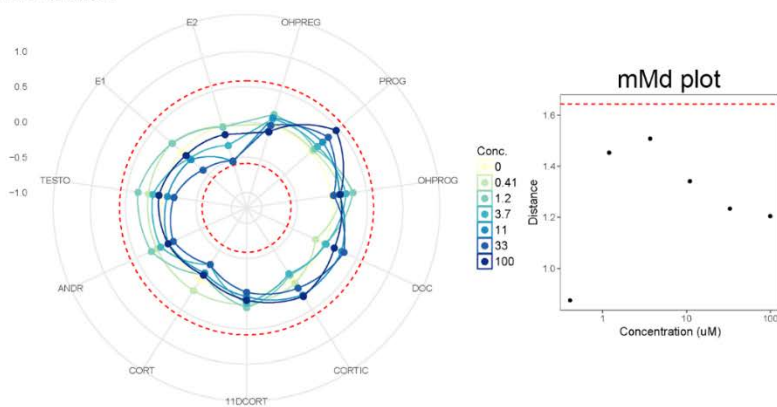 E2
OHPREG
1.0
E1
PROG
0.5
0.0
−0.5
TESTO
OHPROG
−1.0
ANDR
DOC
CORT
CORTIC
11DCORT
Conc.
0
0.41
1.2
3.7
11
33
100
mMd plot
1.6
1.4
1.2
1.0
Distance
1
10
100
Concentration (uM)